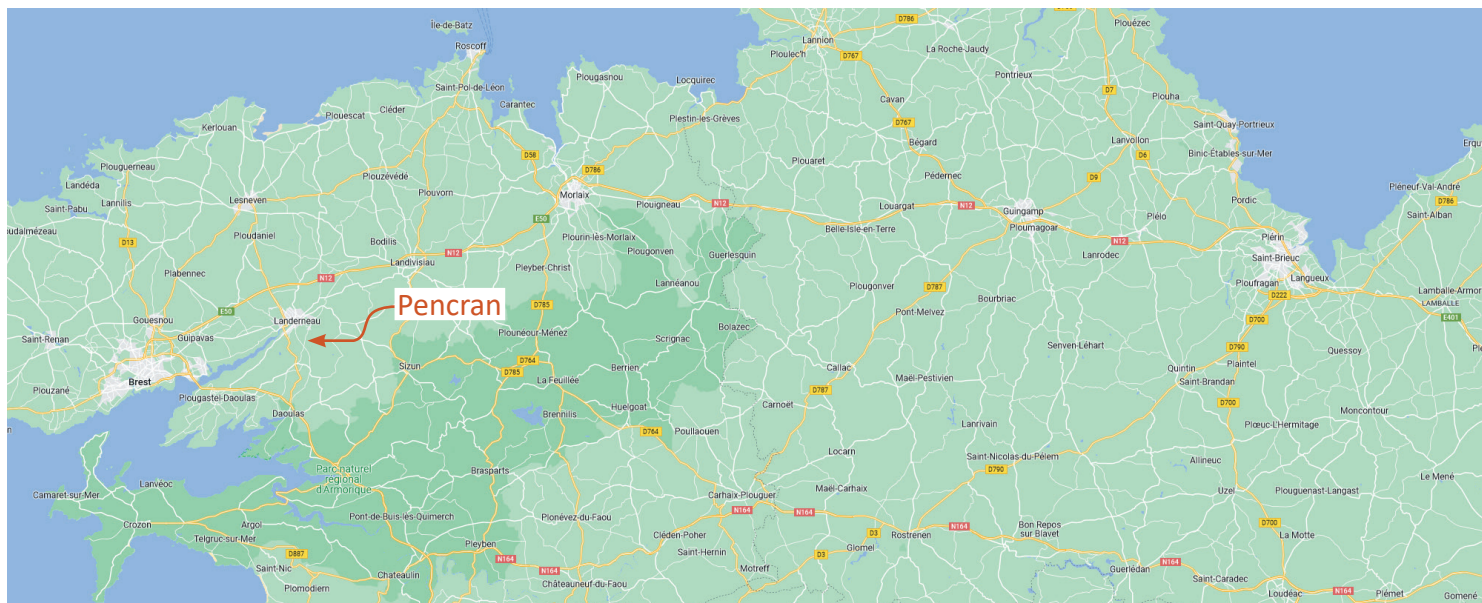 Île-de-Batz
Roscoff
D786
Plouézec
Lannion
Ploulec'h
D767
La Roche-Jaudy
Pontrieux
Plougasnou
Locquirec
Saint-Pol-de-Léon
Carantec
Cléder
Plouescat
Kerlouan
Plestin-les-Grèves
Cavan
D767
D7
Plouha
Saint-Quay-Portrieux
Bégard
Lanvollon
D6
Binic-Étables-sur-Mer
Plouguerneau
D58
D786
Plouaret
Landéda
Lannilis
Plouzévédé
Plouvorn
Morlaix
Pédernec
D9
Pléneuf-Val-André
D786
Saint-Alban
Saint-Pabu
Lesneven
Plouigneau
N12
Louargat
N12
Guingamp
Ploumagoar
Plélo
Pordic
E50
D13
Ploudaniel
Bodilis
N12
Plourin-lès-Morlaix
Plougonven
Guerlesquin
Belle-Isle-en-Terre
Lanrodec
N12
Plérin
Saint-Brieuc
Landivisiau
Pleyber-Christ
Plabennec
N12
Lannéanou
Plougonver
D787
Bourbriac
Ploufragan
Langueux
D222
Lamballe-Armor
LAMBALLE
E401
Pencran
D785
E50
Landerneau
Gouesnou
Guipavas
Saint-Renan
Plounéour-Ménez
Bolazec
Scrignac
Pont-Melvez
Senven-Léhart
D700
D790
Plaintel
Quessoy
Plouzané
Brest
Sizun
D764
D785
La Feuillée
Berrien
Callac
D787
Maël-Pestivien
Quintin
Saint-Brandan
Plougastel-Daoulas
Daoulas
Brennilis
Huelgoat
Carnoet
D700
Moncontour
Poullaouen
D764
Lanrivain
Plœuc-L'Hermitage
Parc naturel
régional
d'Armorique
Brasparts
Locarn
Saint-Nicolas-du-Pélem
D790
Allineuc
Lanvéoc
Camaret-sur-Mer
Crozon
Argol
Telgruc-sur-Mer
D887
Pont-de-Buis-lès-Quimerch
Plonévez-du-Faou
Carhaix-Plouguer
N164
N164
Maël-Carhaix
Uzel
Plouguenast-Langast
Le Mené
D700
La Motte
Cléden-Poher
Saint-Hernin
D3
Glomel
D3
Rostrenen
Bon Repos
sur Blavet
Saint-Nic
Pleyben
N164
N164
Motreff
Guerlédan
N164
Saint-Caradec
Plomodiern
Chateaulin
Châteauneuf-du-Faou
Loudéac
N164
Plémet
Gomené